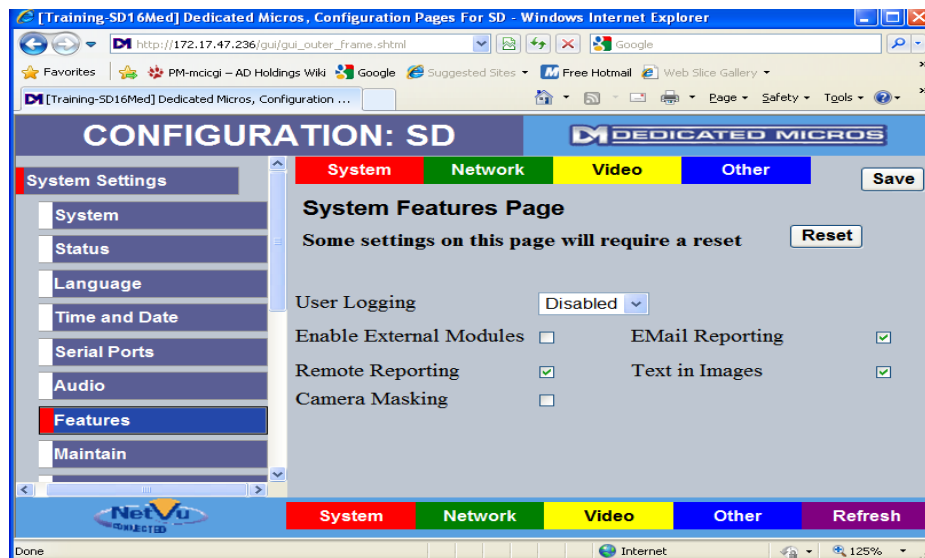 [Training-SD16Med] Dedicated Micros, Configuration Pages For SD - Windows Internet Explorer
http://172.17.47.236/gui/gui_outer_frame.shtml
Google
Favorites
PM-mcicgi – AD Holdings Wiki
Google
Suggested Sites
Free Hotmail
Web Slice Gallery
[Training-SD16Med] Dedicated Micros, Configuration ...
Page
Safety
Tools
CONFIGURATION: SD
DEDICATED MICROS
System Settings
System
Status
Language
Time and Date
Serial Ports
Audio
Features
Maintain
System
Network
Video
Other
Save
System Features Page
Some settings on this page will require a reset
Reset
User Logging
Disabled
Enable External Modules
EMail Reporting
Remote Reporting
Text in Images
Camera Masking
NetVu
CONNECTED
System
Network
Video
Other
Refresh
Done
Internet
125%